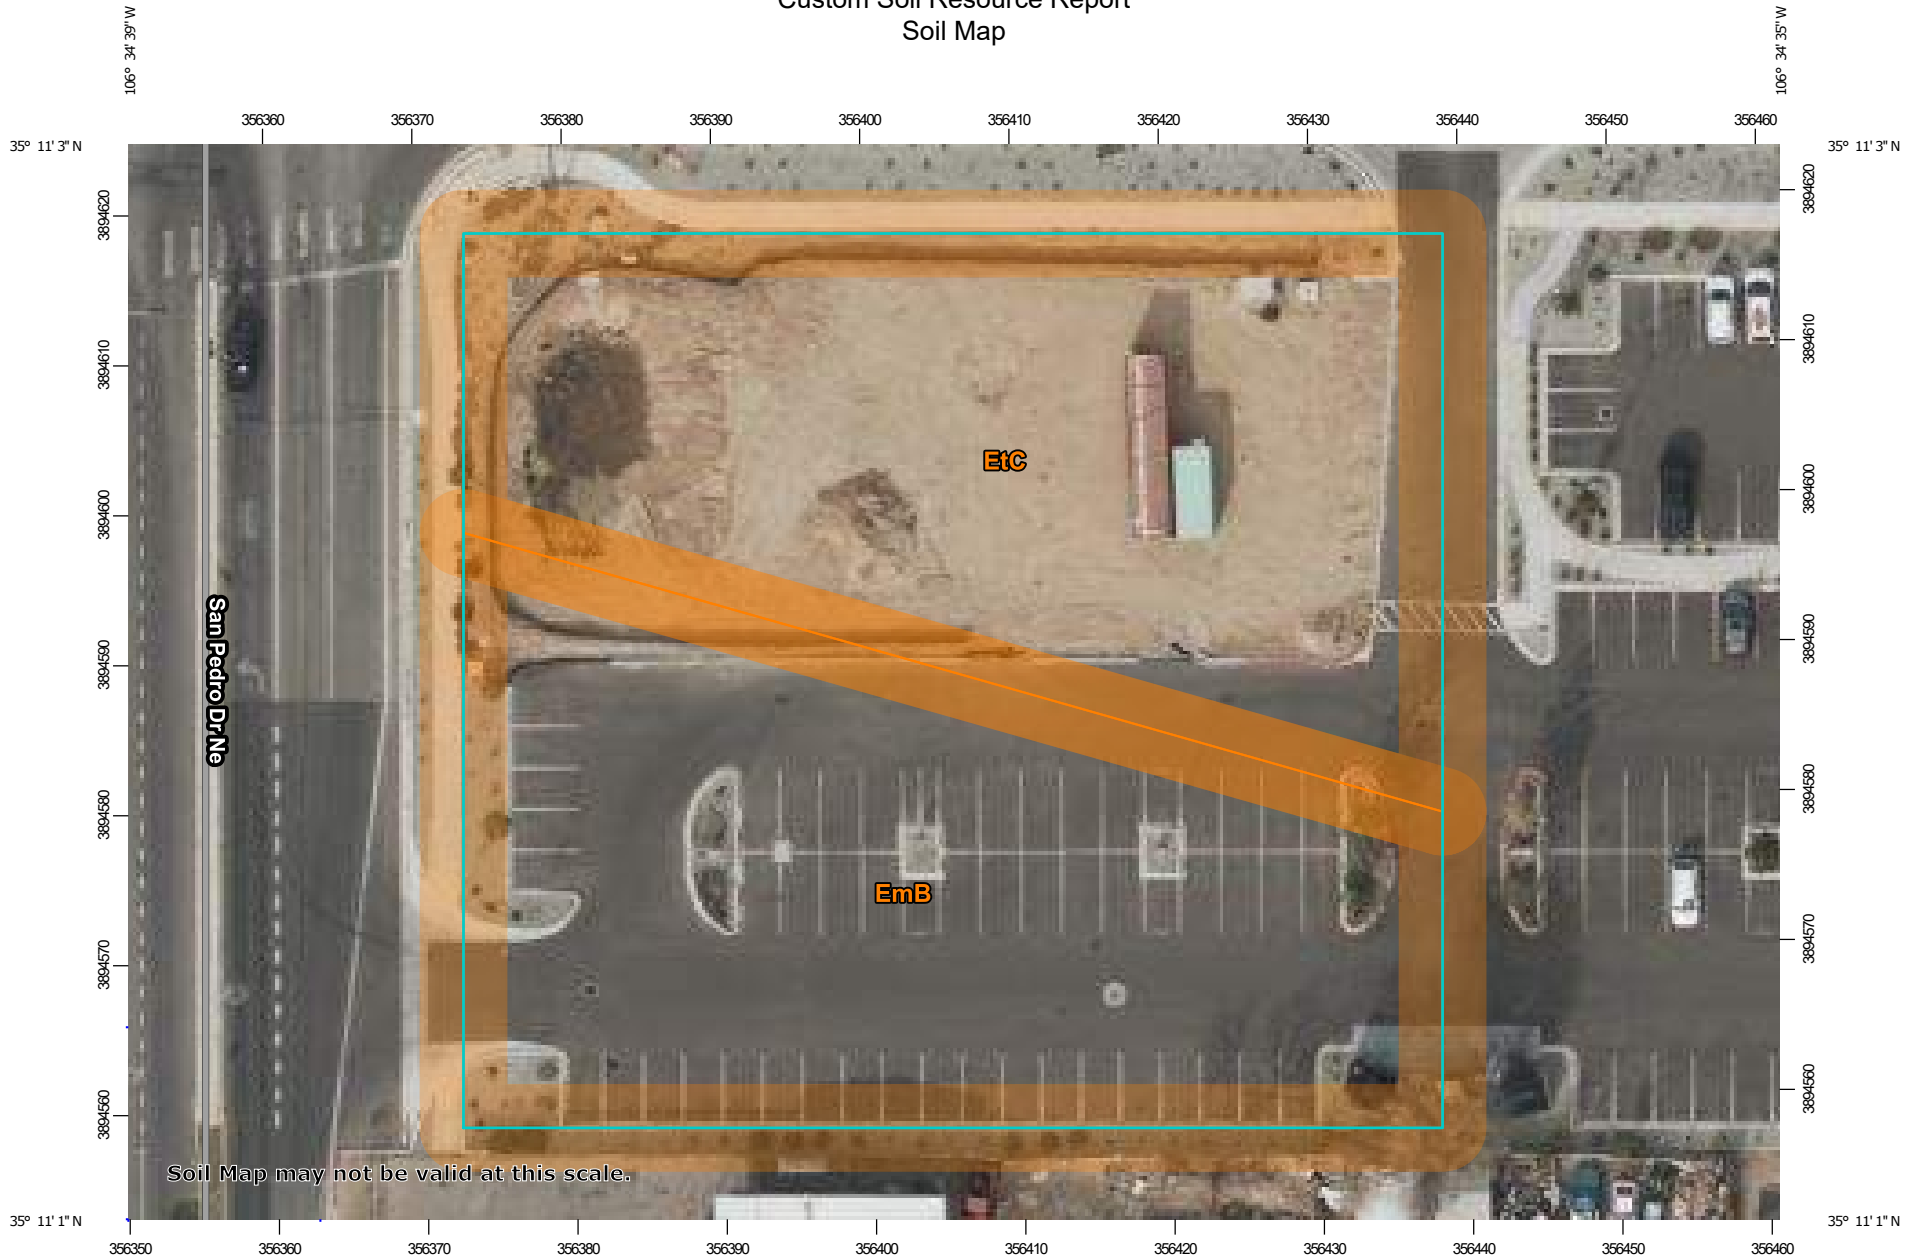 Custom Soil Resource Report
Soil Map
106° 34' 39" W
106° 34' 35" W
356360 356370 356380 356390 356400 356410 356420 356430 356440 356450 356460
35° 11' 3" N
35° 11' 3" N
3894620
3894610
3894600
3894590
3894580
3894570
3894560
3894620
3894610
3894600
3894590
3894580
3894570
3894560
EtC
San Pedro Dr Ne
EmB
Soil Map may not be valid at this scale.
35° 11' 1" N
35° 11' 1" N
356350 356360 356370 356380 356390 356400 356410 356420 356430 356440 356450 356460